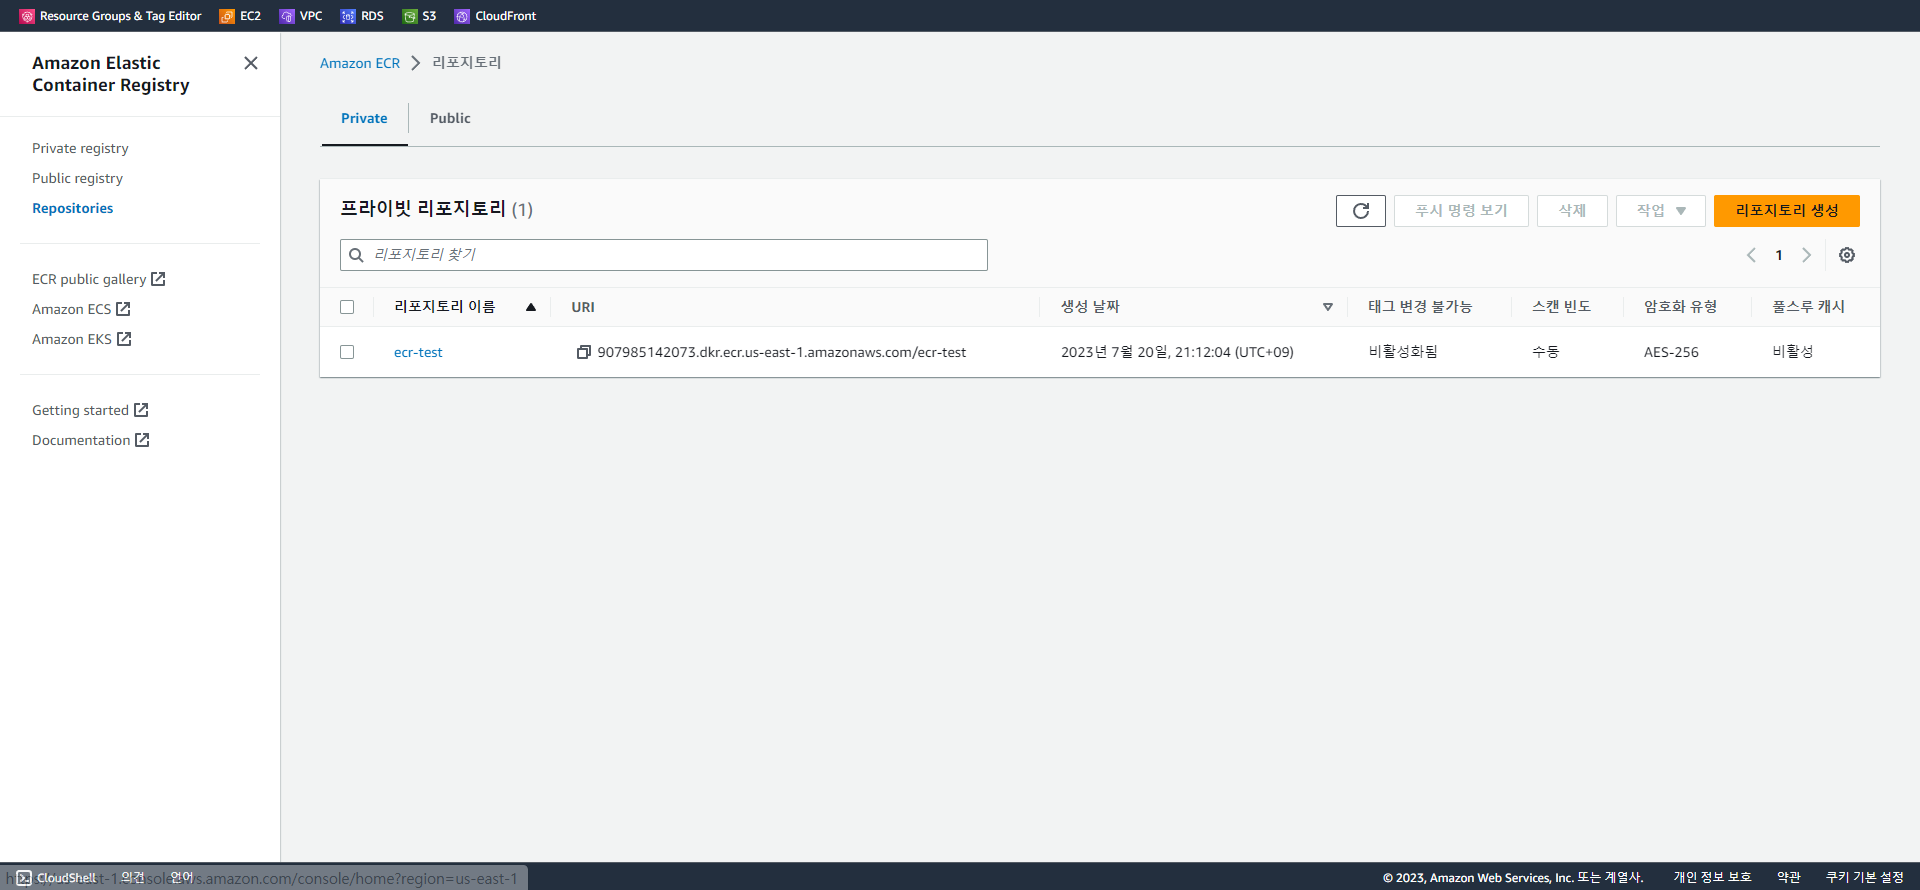 Resource Groups & Tag Editor EC2 VPC RDS S3 CloudFront
Amazon Elastic
Container Registry
Private registry
Public registry
Repositories
ECR public gallery
Amazon ECS
Amazon EKS
Getting started
Documentation
Amazon ECR 리포지토리
Private Public
프라이빗 리포지토리 (1)
푸시 명령 보기 삭제 작업 리포지토리 생성
리포지토리 찾기
1
리포지토리 이름 URI 생성 날짜 태그 변경 불가능 스캔 빈도 암호화 유형 풀스루 캐시
ecr-test 907985142073.dkr.ecr.us-east-1.amazonaws.com/ecr-test 2023년 7월 20일, 21:12:04 (UTC+09) 비활성화됨 수동 AES-256 비활성
CloudShell 의견 언어
© 2023, Amazon Web Services, Inc. 또는 계열사. 개인 정보 보호 약관 쿠키 기본 설정